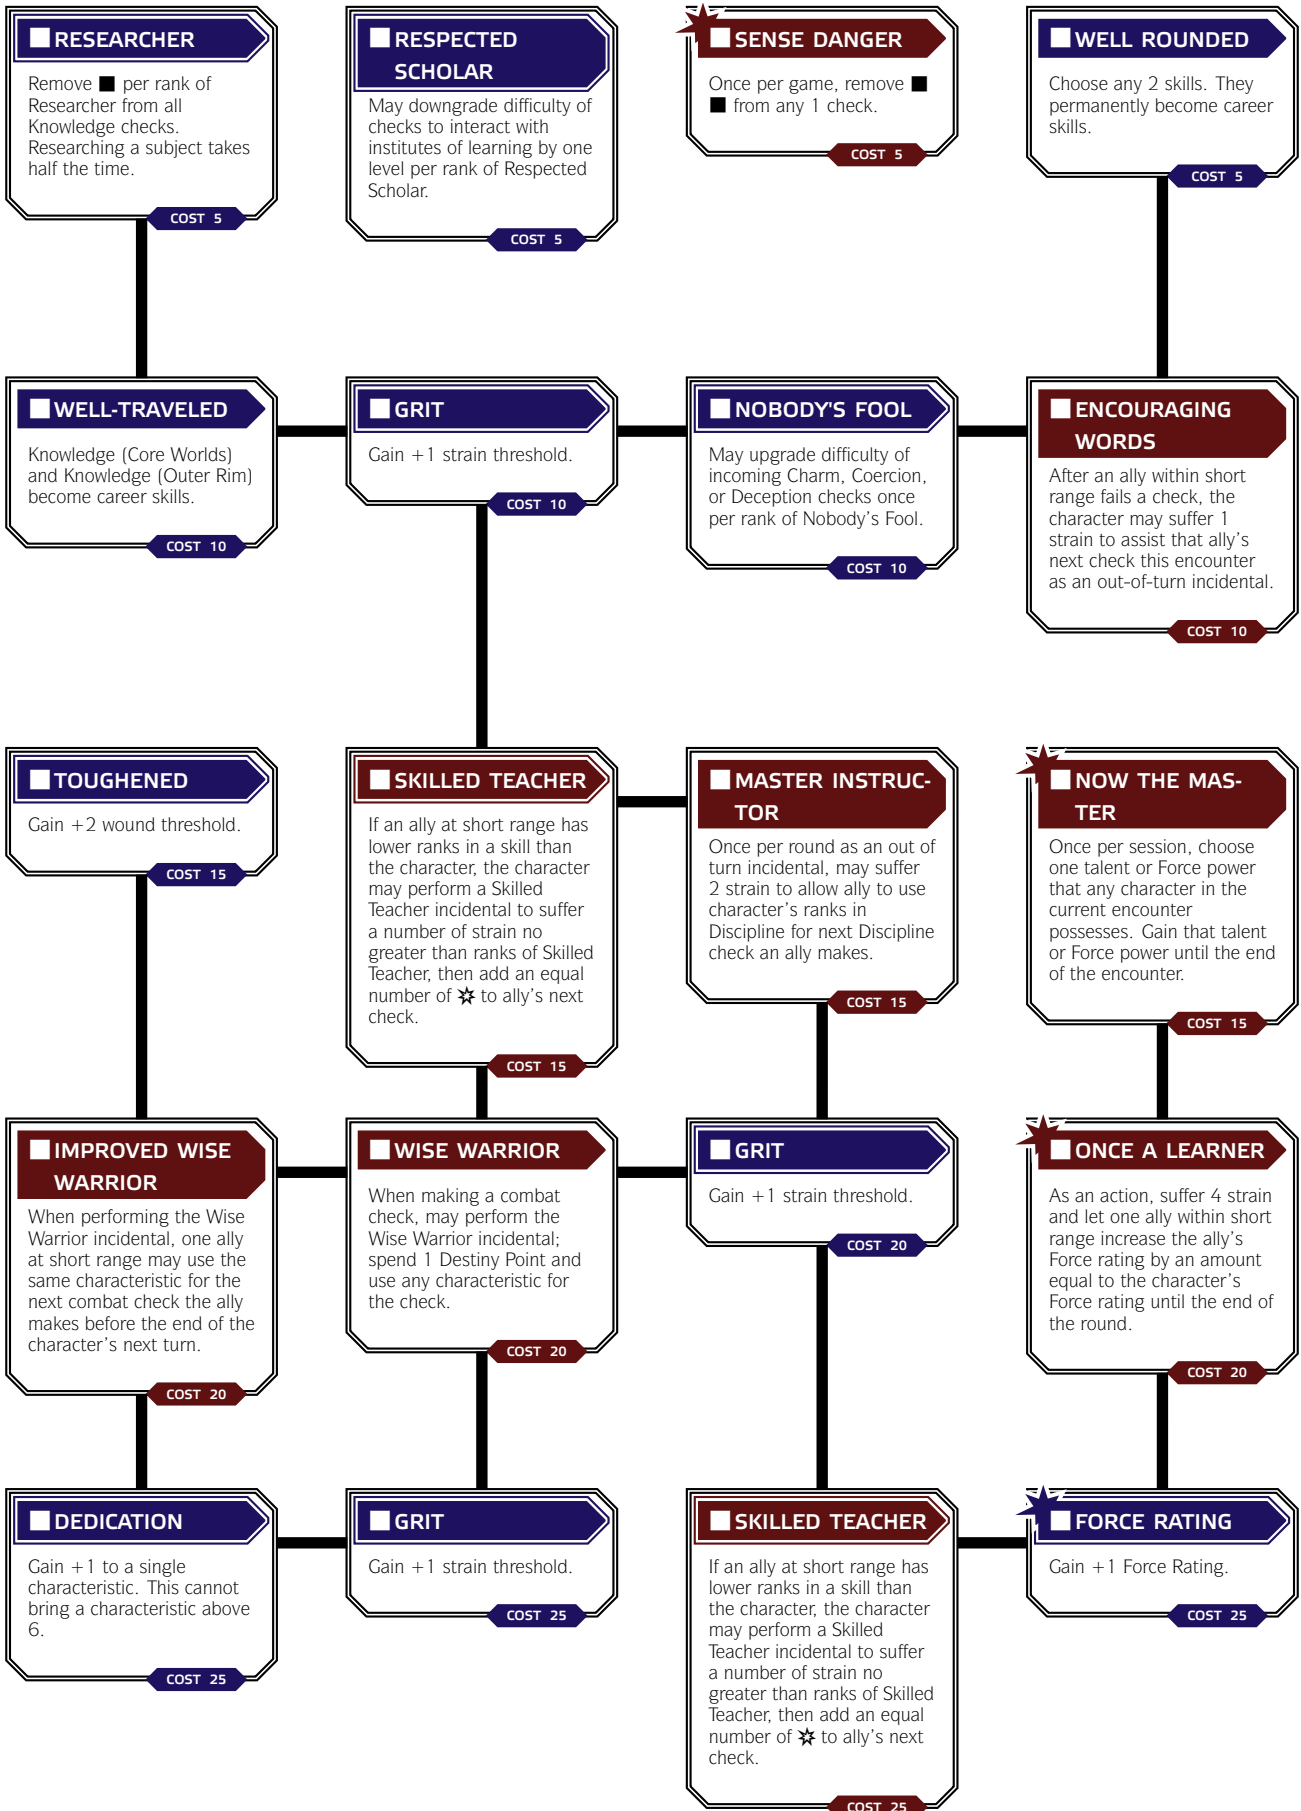 RESEARCHER
Remove ■ per rank of
Researcher from all
Knowledge checks.
Researching a subject takes
half the time.
COST 5
RESPECTED
SCHOLAR
May downgrade difficulty of
checks to interact with
institutes of learning by one
level per rank of Respected
Scholar.
COST 5
SENSE DANGER
Once per game, remove ■
■ from any 1 check.
COST 5
WELL ROUNDED
Choose any 2 skills. They
permanently become career
skills.
COST 5
WELL-TRAVELED
Knowledge (Core Worlds)
and Knowledge (Outer Rim)
become career skills.
COST 10
GRIT
Gain +1 strain threshold.
COST 10
NOBODY'S FOOL
May upgrade difficulty of
incoming Charm, Coercion,
or Deception checks once
per rank of Nobody's Fool.
COST 10
ENCOURAGING
WORDS
After an ally within short
range fails a check, the
character may suffer 1
strain to assist that ally's
next check this encounter
as an out-of-turn incidental.
COST 10
TOUGHENED
Gain +2 wound threshold.
COST 15
SKILLED TEACHER
If an ally at short range has
lower ranks in a skill than
the character, the character
may perform a Skilled
Teacher incidental to suffer
a number of strain no
greater than ranks of Skilled
Teacher, then add an equal
number of to ally's next
check.
COST 15
MASTER INSTRUC-
TOR
Once per round as an out of
turn incidental, may suffer
2 strain to allow ally to use
character's ranks in
Discipline for next Discipline
check an ally makes.
COST 15
NOW THE MAS-
TER
Once per session, choose
one talent or Force power
that any character in the
current encounter
possesses. Gain that talent
or Force power until the end
of the encounter.
COST 15
IMPROVED WISE
WARRIOR
When performing the Wise
Warrior incidental, one ally
at short range may use the
same characteristic for the
next combat check the ally
makes before the end of the
character's next turn.
COST 20
WISE WARRIOR
When making a combat
check, may perform the
Wise Warrior incidental;
spend 1 Destiny Point and
use any characteristic for
the check.
COST 20
GRIT
Gain +1 strain threshold.
COST 20
ONCE A LEARNER
As an action, suffer 4 strain
and let one ally within short
range increase the ally's
Force rating by an amount
equal to the character's
Force rating until the end of
the round.
COST 20
DEDICATION
Gain +1 to a single
characteristic. This cannot
bring a characteristic above
6.
COST 25
GRIT
Gain +1 strain threshold.
COST 25
SKILLED TEACHER
If an ally at short range has
lower ranks in a skill than
the character, the character
may perform a Skilled
Teacher incidental to suffer
a number of strain no
greater than ranks of Skilled
Teacher, then add an equal
number of to ally's next
check.
COST 25
FORCE RATING
Gain +1 Force Rating.
COST 25